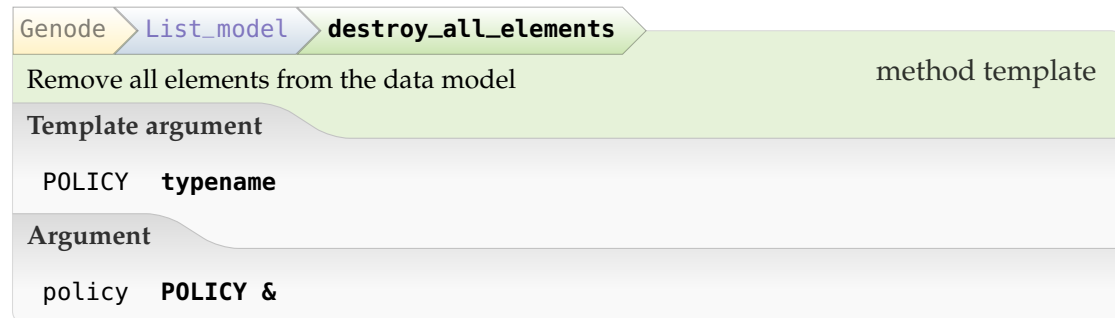 Genode List_model destroy_all_elements
Remove all elements from the data model method template
Template argument
POLICY typename
Argument
policy POLICY &